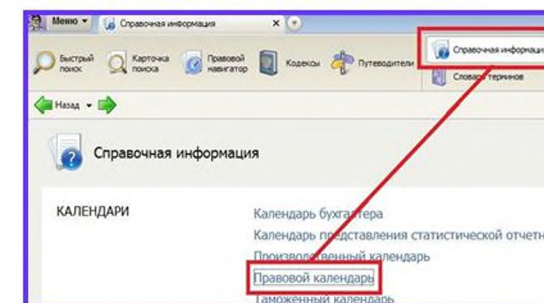 Меню Справочная информация
Справочная информаци
Быстрый поиск
Карточка поиска
Правовой навигатор
Кодексы
Путеводители
Словарь терминов
Назад
Справочная информация
КАЛЕНДАРИ
Календарь бухгалтера
Календарь представления статистической отчетн
Производственный календарь
Правовой календарь
Таможенный календарь